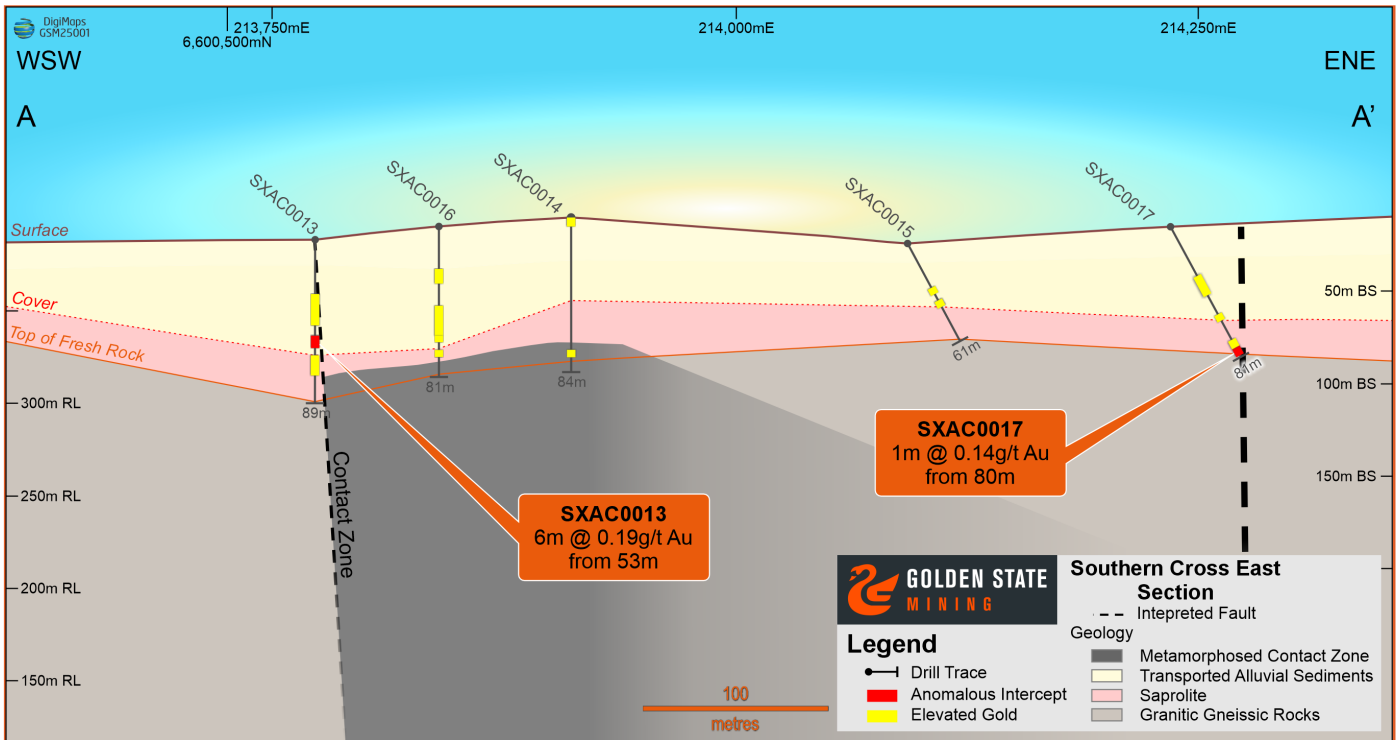 DigiMaps
GSM25001
213,750mE
214,000mE
214,250mE
6,600,500mN
WSW
ENE
A
A’
SXAC0013
SXAC0016
SXAC0014
SXAC0015
SXAC0017
Surface
Cover
Top of Fresh Rock
50m BS
100m BS
150m BS
300m RL
250m RL
200m RL
150m RL
89m
81m
84m
61m
81m
Contact Zone
SXAC0013
6m @ 0.19g/t Au
from 53m
SXAC0017
1m @ 0.14g/t Au
from 80m
100
metres
GOLDEN STATE
MINING
Legend
Drill Trace
Anomalous Intercept
Elevated Gold
Southern Cross East
Section
Intepreted Fault
Geology
Metamorphosed Contact Zone
Transported Alluvial Sediments
Saprolite
Granitic Gneissic Rocks